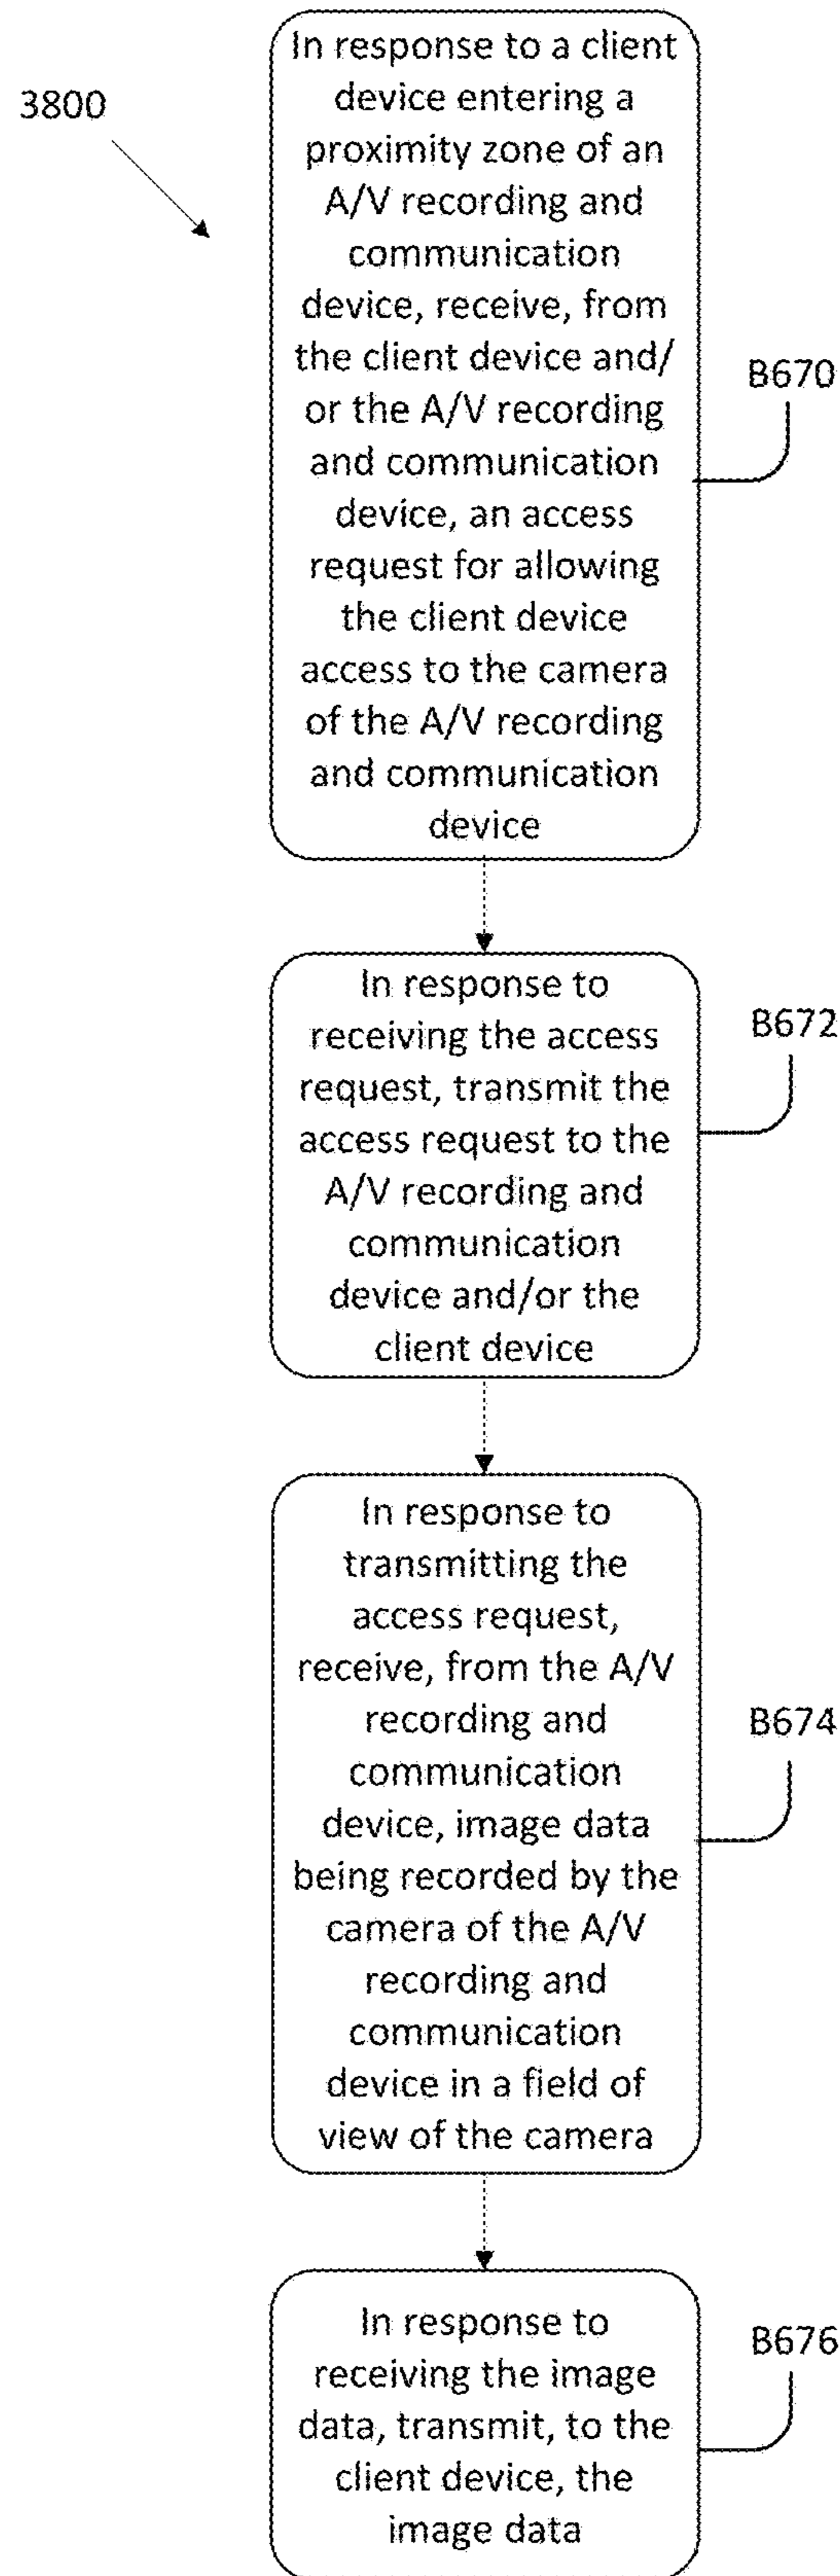 3800
In response to a client
device entering a
proximity zone of an
A/V recording and
communication
device, receive, from
the client device and/
or the A/V recording
and communication
device, an access
request for allowing
the client device
access to the camera
of the A/V recording
and communication
device
B670
In response to
receiving the access
request, transmit the
access request to the
A/V recording and
communication
device and/or the
client device
B672
In response to
transmitting the
access request,
receive, from the A/V
recording and
communication
device, image data
being recorded by the
camera of the A/V
recording and
communication
device in a field of
view of the camera
B674
In response to
receiving the image
data, transmit, to the
client device, the
image data
B676